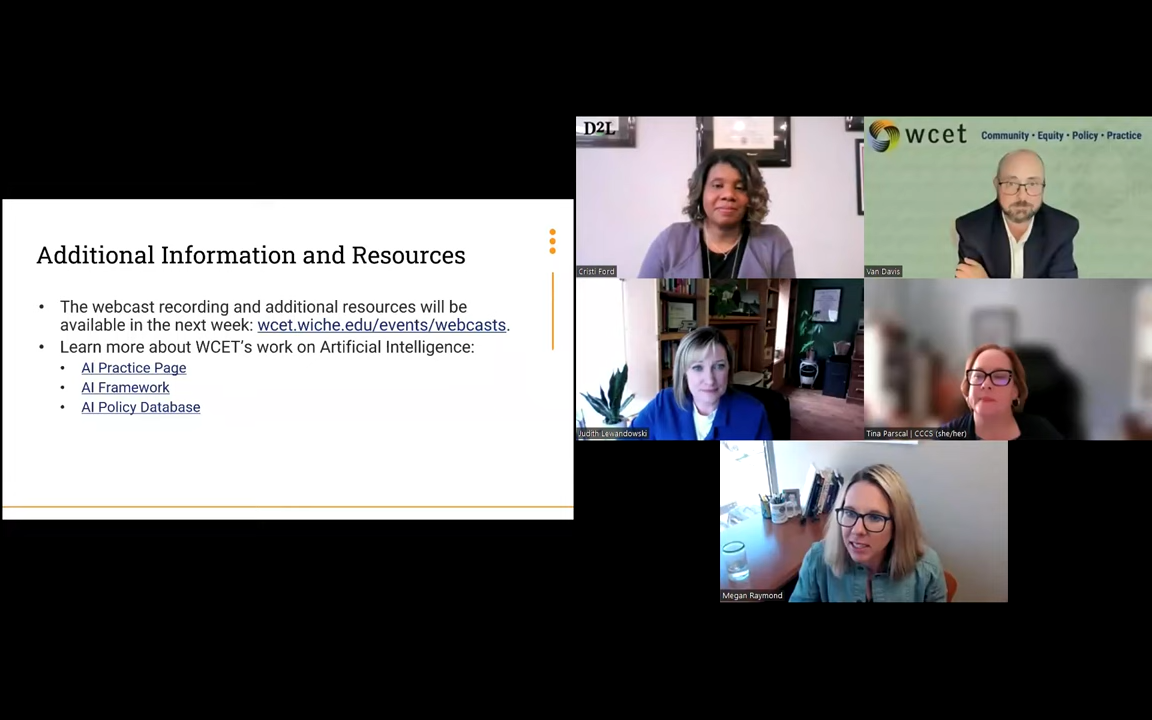 Additional Information and Resources
• The webcast recording and additional resources will be
available in the next week: wcet.wiche.edu/events/webcasts.
• Learn more about WCET's work on Artificial Intelligence:
• AI Practice Page
• AI Framework
• AI Policy Database
D2L
Cristi Ford
wcet Community • Equity • Policy • Practice
Van Davis
Judith Lewandowski
Tina Parscal | CCCS (she/her)
Megan Raymond